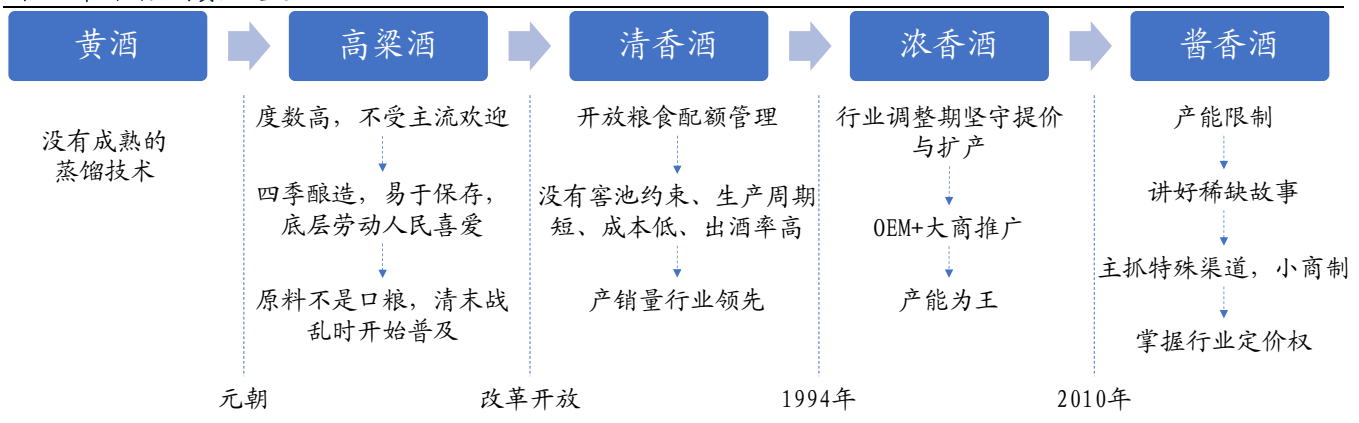 黄酒
高粱酒
清香酒
浓香酒
酱香酒
没有成熟的
蒸馏技术
度数高，不受主流欢迎
四季酿造，易于保存，
底层劳动人民喜爱
原料不是口粮，清末战
乱时开始普及
开放粮食配额管理
没有窖池约束、生产周期
短、成本低、出酒率高
产销量行业领先
行业调整期坚守提价
与扩产
OEM+大商推广
产能为王
产能限制
讲好稀缺故事
主抓特殊渠道，小商制
掌握行业定价权
元朝
改革开放
1994年
2010年